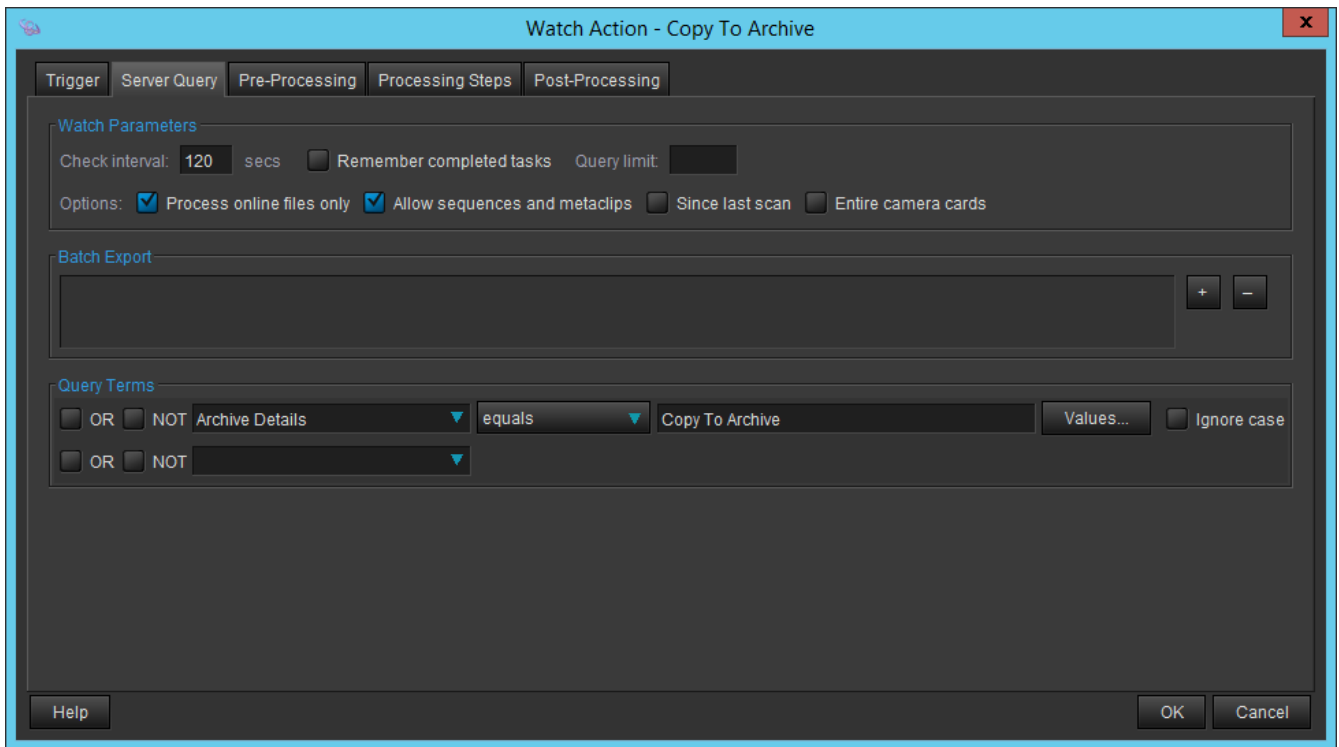 Watch Action - Copy To Archive
x
Trigger Server Query Pre-Processing Processing Steps Post-Processing
Watch Parameters
Check interval: 120 secs Remember completed tasks Query limit:
Options: Process online files only Allow sequences and metaclips Since last scan Entire camera cards
Batch Export
+ –
Query Terms
OR NOT Archive Details equals Copy To Archive Values... Ignore case
OR NOT
Help OK Cancel